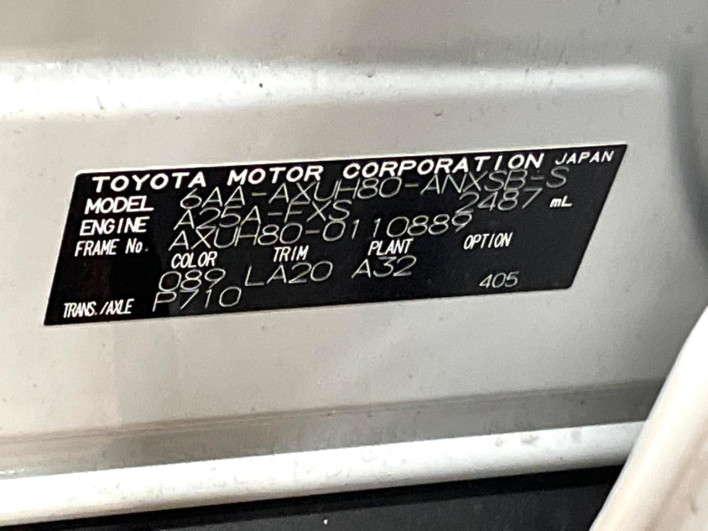 TOYOTA MOTOR CORPORATION JAPAN
MODEL 6AA-AXUH80-ANXSB-S
ENGINE A25A-FXS 2487 mL
FRAME No. AXUH80-0110889
COLOR TRIM PLANT OPTION
089 LA20 A32
TRANS./AXLE P710 405